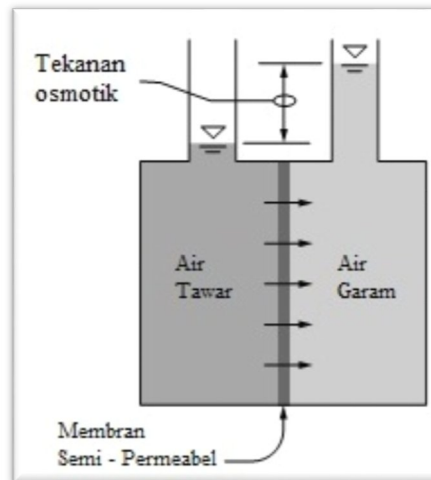 Tekanan
osmotik
Air
Tawar
Air
Garam
Membran
Semi - Permeabel